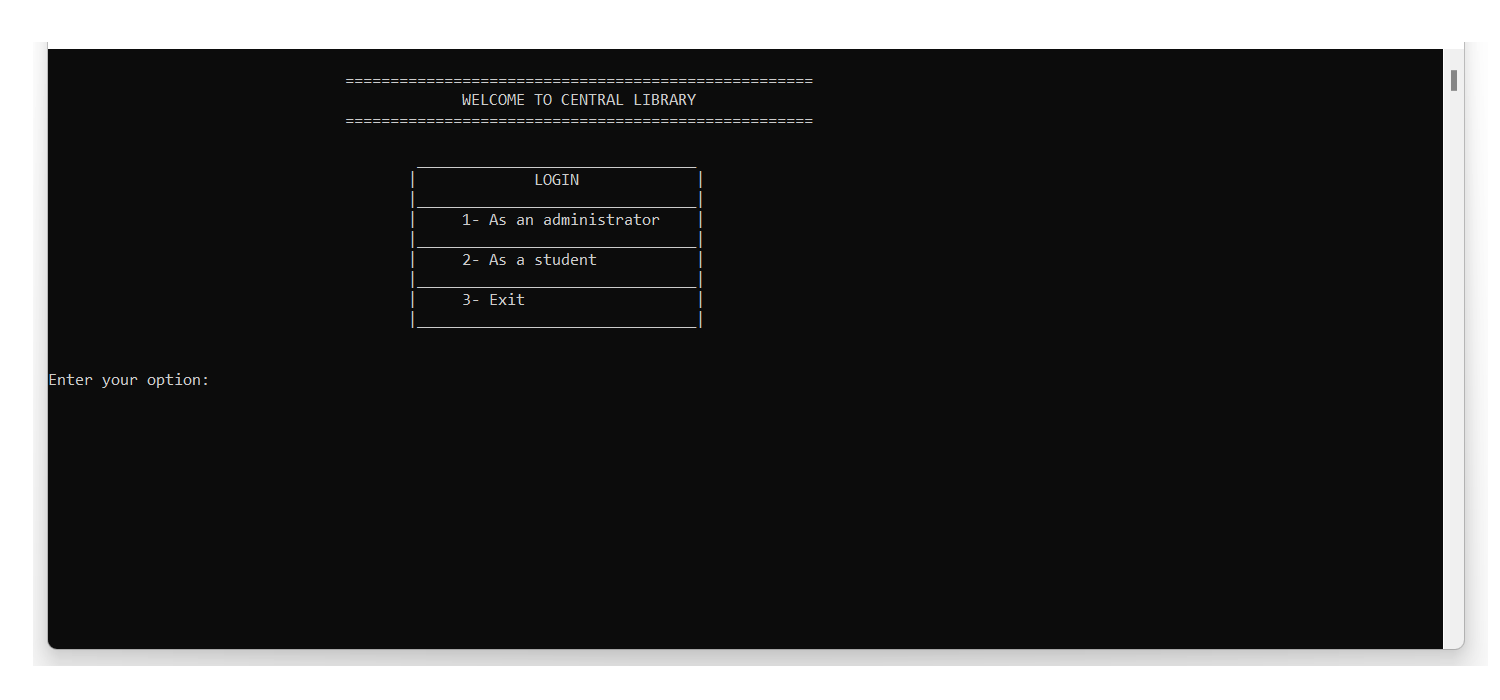 ====================================================
WELCOME TO CENTRAL LIBRARY
====================================================
LOGIN
1- As an administrator
2- As a student
3- Exit
Enter your option: